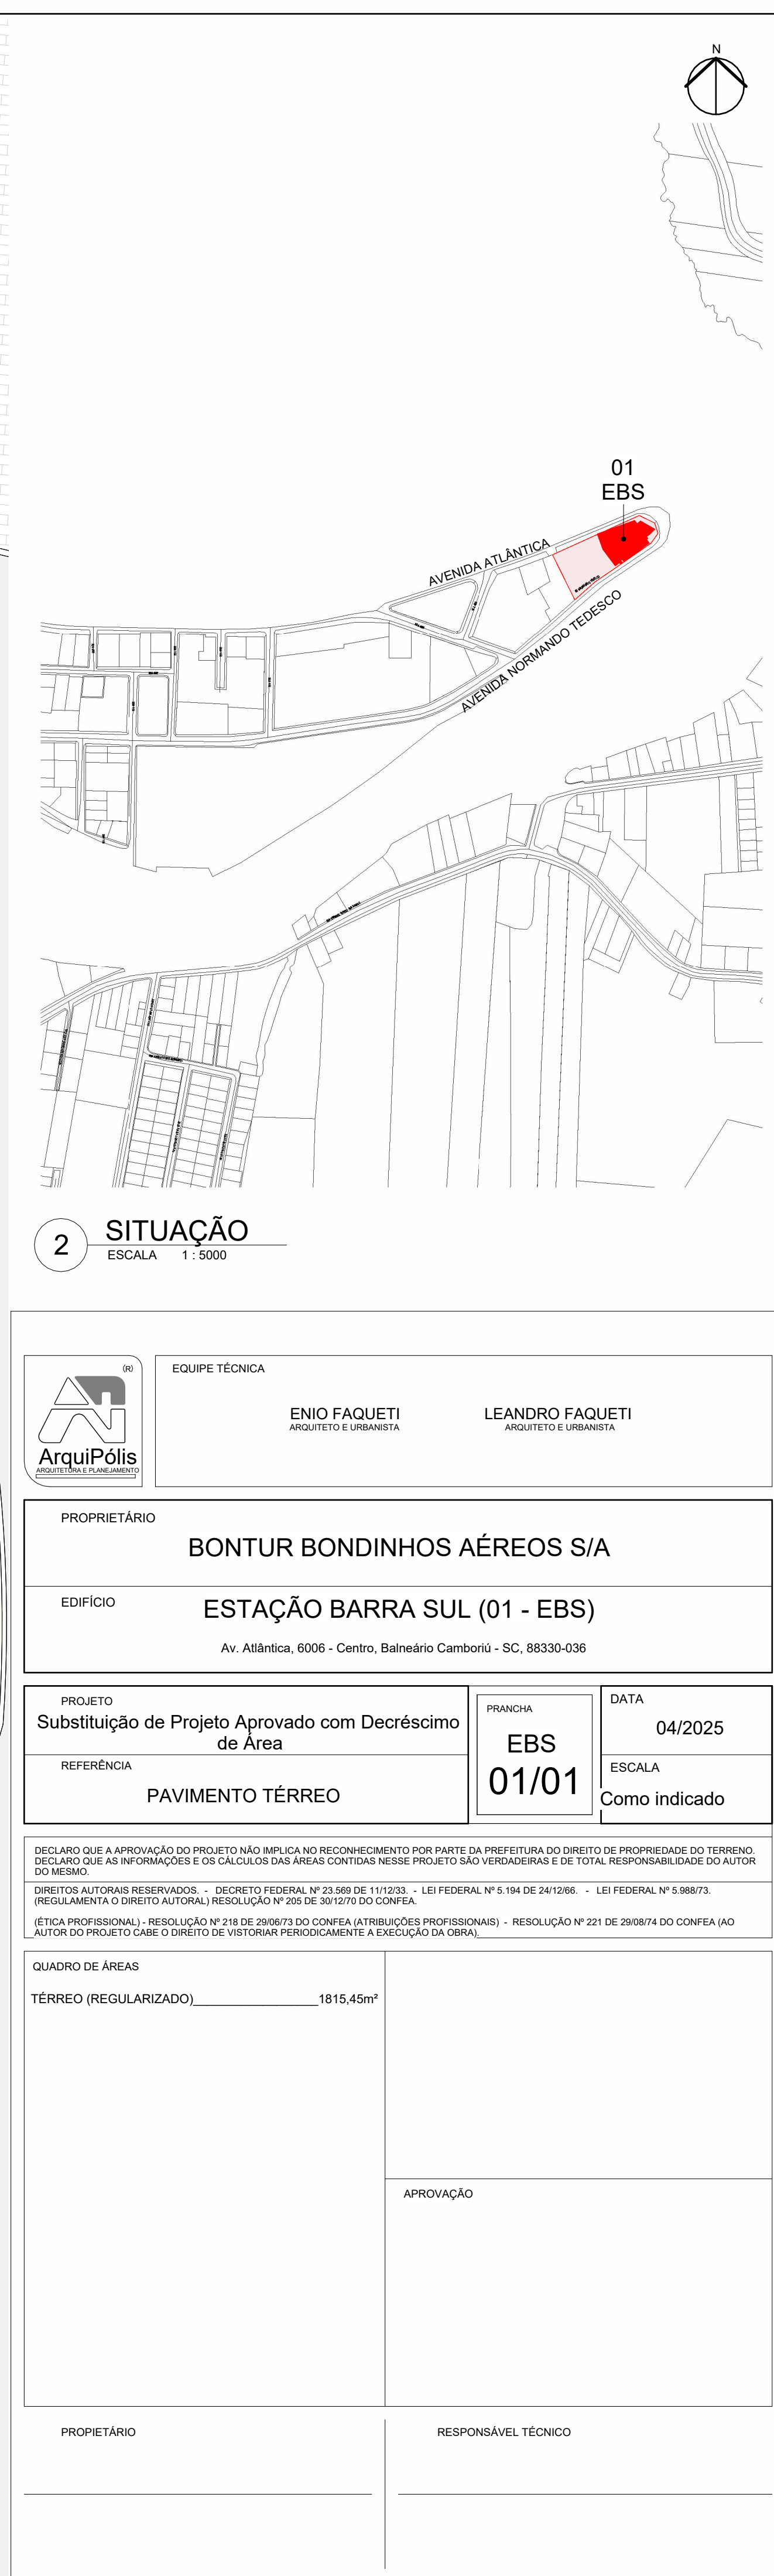 N
01
EBS
AVENIDA ATLÂNTICA
AVENIDA NORMANDO TEDESCO
2
SITUAÇÃO
ESCALA 1 : 5000
(R)
ArquiPólis
ARQUITETURA E PLANEJAMENTO
EQUIPE TÉCNICA
ENIO FAQUETI
ARQUITETO E URBANISTA
LEANDRO FAQUETI
ARQUITETO E URBANISTA
PROPRIETÁRIO
BONTUR BONDINHOS AÉREOS S/A
EDIFÍCIO
ESTAÇÃO BARRA SUL (01 - EBS)
Av. Atlântica, 6006 - Centro, Balneário Camboriú - SC, 88330-036
PROJETO
Substituição de Projeto Aprovado com Decréscimo
de Área
REFERÊNCIA
PAVIMENTO TÉRREO
PRANCHA
EBS
01/01
DATA
04/2025
ESCALA
Como indicado
DECLARO QUE A APROVAÇÃO DO PROJETO NÃO IMPLICA NO RECONHECIMENTO POR PARTE DA PREFEITURA DO DIREITO DE PROPRIEDADE DO TERRENO.
DECLARO QUE AS INFORMAÇÕES E OS CÁLCULOS DAS ÁREAS CONTIDAS NESSE PROJETO SÃO VERDADEIRAS E DE TOTAL RESPONSABILIDADE DO AUTOR
DO MESMO.
DIREITOS AUTORAIS RESERVADOS. - DECRETO FEDERAL Nº 23.569 DE 11/12/33. - LEI FEDERAL Nº 5.194 DE 24/12/66. - LEI FEDERAL Nº 5.988/73.
(REGULAMENTA O DIREITO AUTORAL) RESOLUÇÃO Nº 205 DE 30/12/70 DO CONFEA.
(ÉTICA PROFISSIONAL) - RESOLUÇÃO Nº 218 DE 29/06/73 DO CONFEA (ATRIBUIÇÕES PROFISSIONAIS) - RESOLUÇÃO Nº 221 DE 29/08/74 DO CONFEA (AO
AUTOR DO PROJETO CABE O DIREITO DE VISTORIAR PERIODICAMENTE A EXECUÇÃO DA OBRA).
QUADRO DE ÁREAS
TÉRREO (REGULARIZADO)__________________1815,45m²
APROVAÇÃO
PROPIETÁRIO
RESPONSÁVEL TÉCNICO